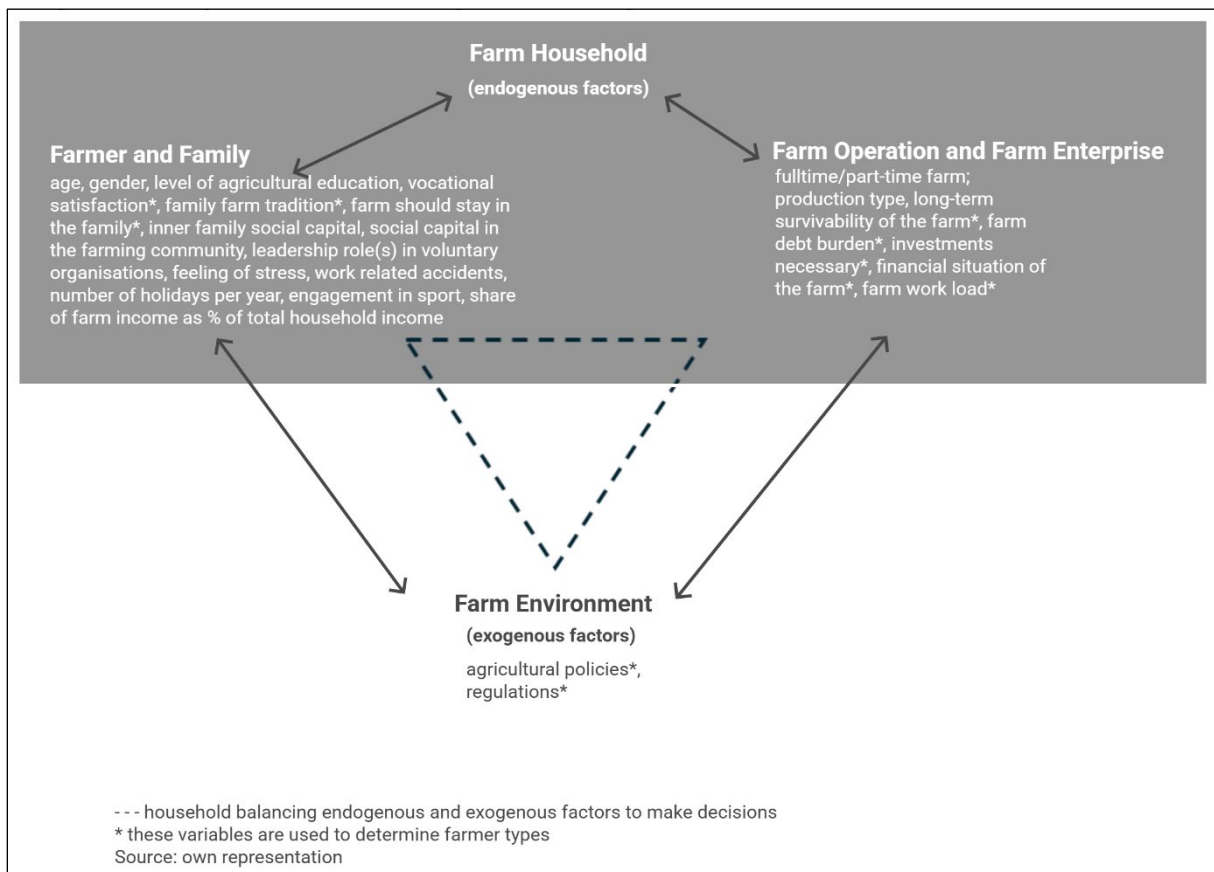 Farm Household
(endogenous factors)
Farmer and Family
age, gender, level of agricultural education, vocational
satisfaction*, family farm tradition*, farm should stay in
the family*, inner family social capital, social capital in
the farming community, leadership role(s) in voluntary
organisations, feeling of stress, work related accidents,
number of holidays per year, engagement in sport, share
of farm income as % of total household income
Farm Operation and Farm Enterprise
fulltime/part-time farm;
production type, long-term
survivability of the farm*, farm
debt burden*, investments
necessary*, financial situation of
the farm*, farm work load*
Farm Environment
(exogenous factors)
agricultural policies*,
regulations*
- - - household balancing endogenous and exogenous factors to make decisions
* these variables are used to determine farmer types
Source: own representation